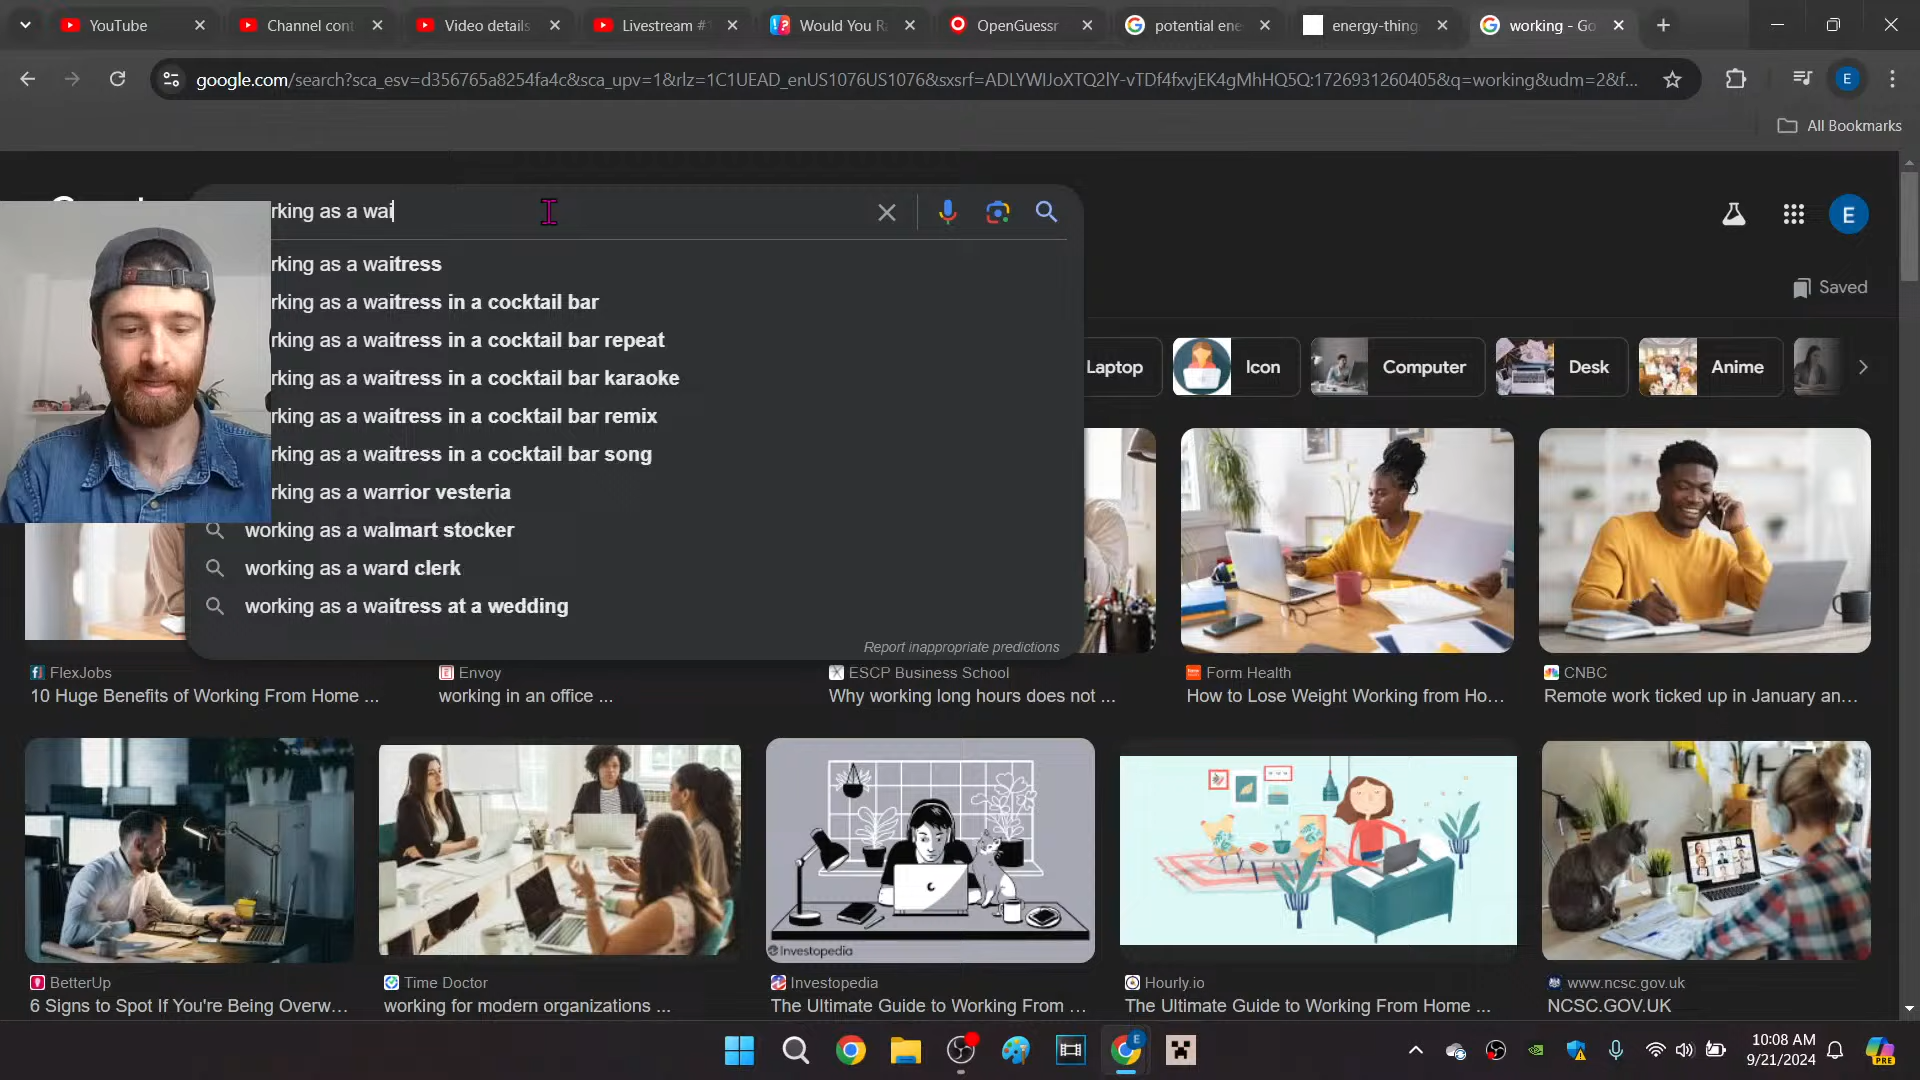 YouTube
Channel cont
Video details
Livestream #
Would You R
OpenGuessr
potential ene
energy-thing
working - Go
google.com/search?sca_esv=d356765a8254fa4c&sca_upv=1&rlz=1C1UEAD_enUS1076US1076&sxsrf=ADLYWIJoXTQ2lY-vTDf4fxvjEK4gMhHQ5Q:1726931260405&q=working&udm=2&f...
E
All Bookmarks
rking as a wai
E
rking as a waitress
rking as a waitress in a cocktail bar
rking as a waitress in a cocktail bar repeat
rking as a waitress in a cocktail bar karaoke
rking as a waitress in a cocktail bar remix
rking as a waitress in a cocktail bar song
rking as a warrior vesteria
working as a walmart stocker
working as a ward clerk
working as a waitress at a wedding
Report inappropriate predictions
Saved
Laptop
Icon
Computer
Desk
Anime
FlexJobs
10 Huge Benefits of Working From Home ...
Envoy
working in an office ...
ESCP Business School
Why working long hours does not ...
Form Health
How to Lose Weight Working from Ho...
CNBC
Remote work ticked up in January an...
Investopedia
BetterUp
6 Signs to Spot If You're Being Overw...
Time Doctor
working for modern organizations ...
Investopedia
The Ultimate Guide to Working From ...
Hourly.io
The Ultimate Guide to Working From Home ...
www.ncsc.gov.uk
NCSC.GOV.UK
E
10:08 AM
9/21/2024
PRE